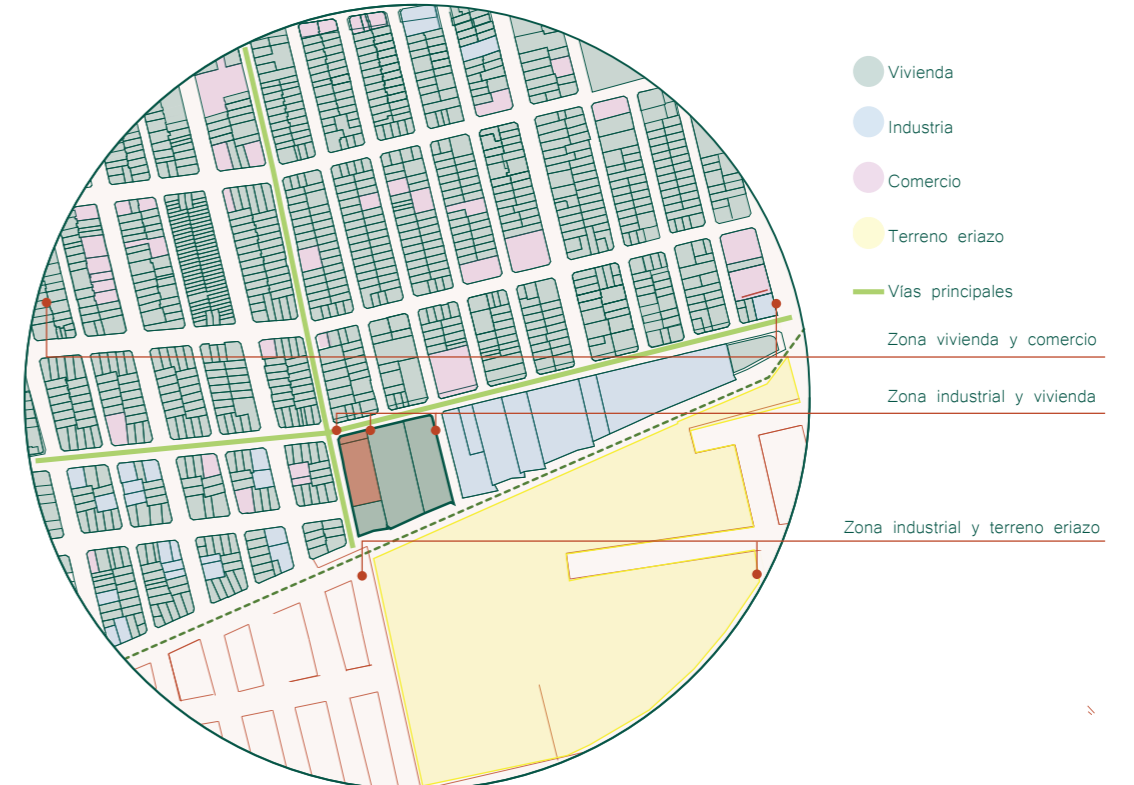 Vivienda
Industria
Comercio
Terreno eriazo
Vías principales
Zona vivienda y comercio
Zona industrial y vivienda
Zona industrial y terreno eriazo